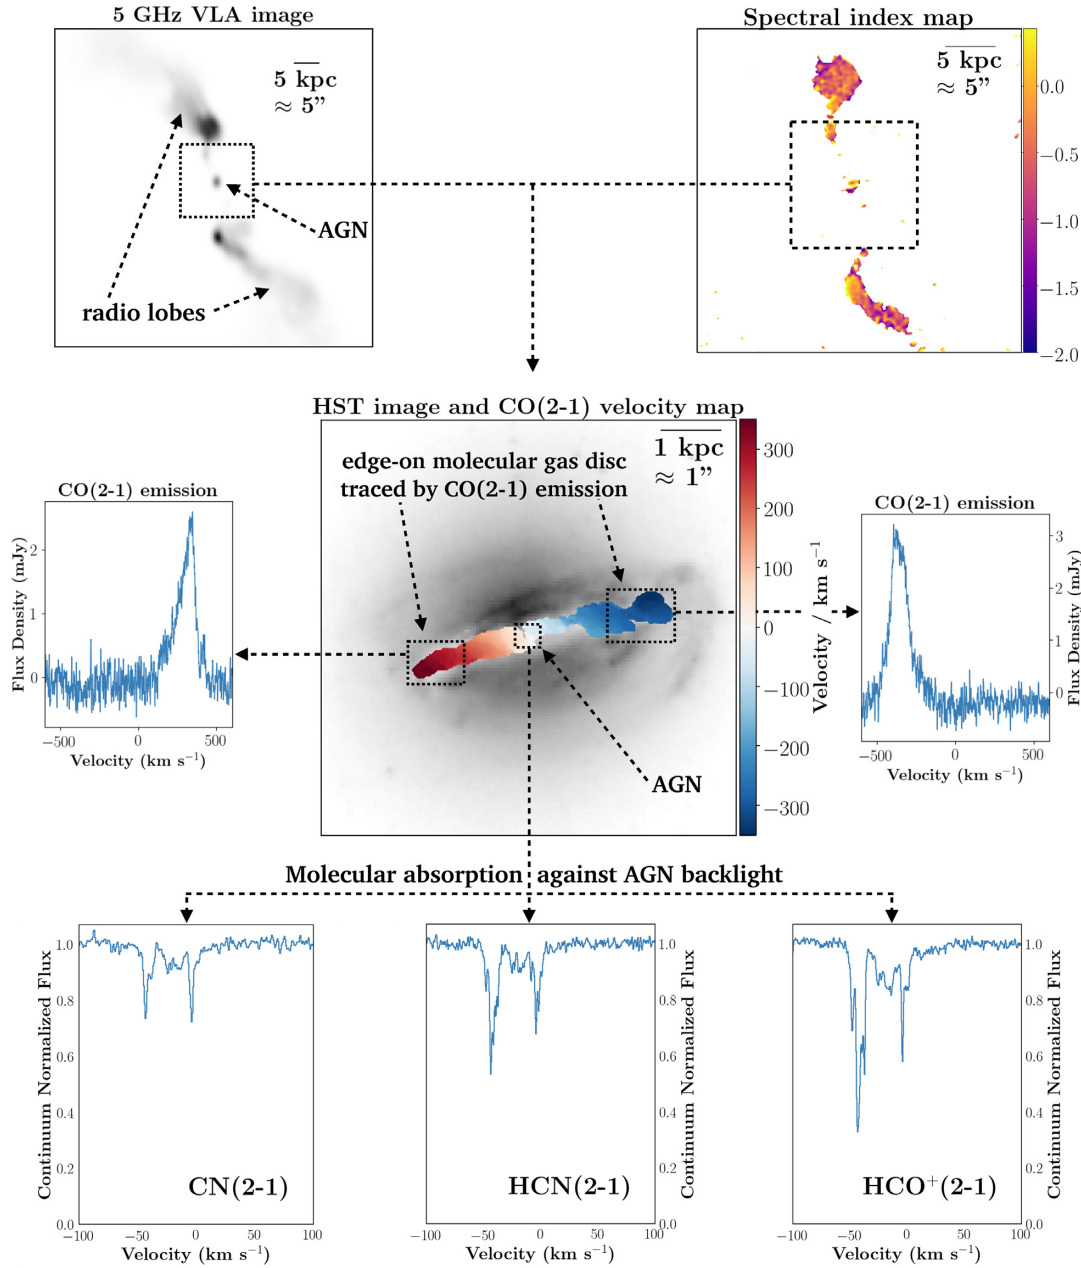 5 GHz VLA image
5 kpc
≈ 5”
AGN
radio lobes
Spectral index map
5 kpc
≈ 5”
0.0
−0.5
−1.0
−1.5
−2.0
HST image and CO(2-1) velocity map
1 kpc
≈ 1”
edge-on molecular gas disc
traced by CO(2-1) emission
AGN
300
200
100
0
−100
−200
−300
Velocity / km s⁻¹
CO(2-1) emission
Flux Density (mJy)
2
1
0
−500 0 500
Velocity (km s⁻¹)
CO(2-1) emission
3
2
1
0
Flux Density (mJy)
−500 0 500
Velocity (km s⁻¹)
Molecular absorption against AGN backlight
Continuum Normalized Flux
1.0
0.8
0.6
0.4
0.2
0.0
CN(2-1)
−100 −50 0 50 100
Velocity (km s⁻¹)
1.0
0.8
0.6
0.4
0.2
0.0
Continuum Normalized Flux
HCN(2-1)
−100 −50 0 50 100
Velocity (km s⁻¹)
1.0
0.8
0.6
0.4
0.2
0.0
Continuum Normalized Flux
HCO⁺(2-1)
−100 −50 0 50 100
Velocity (km s⁻¹)